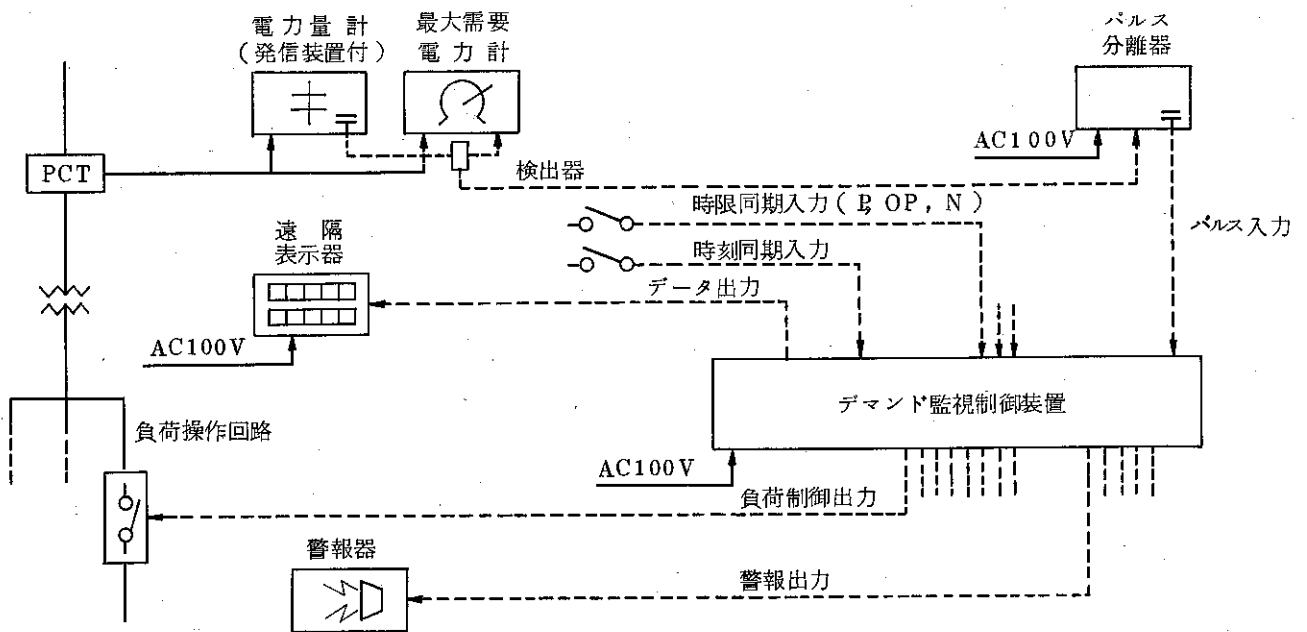 電力量計
(発信装置付)
最大需要
電力計
パルス
分離器
AC100V
PCT
検出器
時限同期入力(P, OP, N)
パルス入力
遠隔
表示器
時刻同期入力
データ出力
AC100V
デマンド監視制御装置
負荷操作回路
AC100V
負荷制御出力
警報器
警報出力